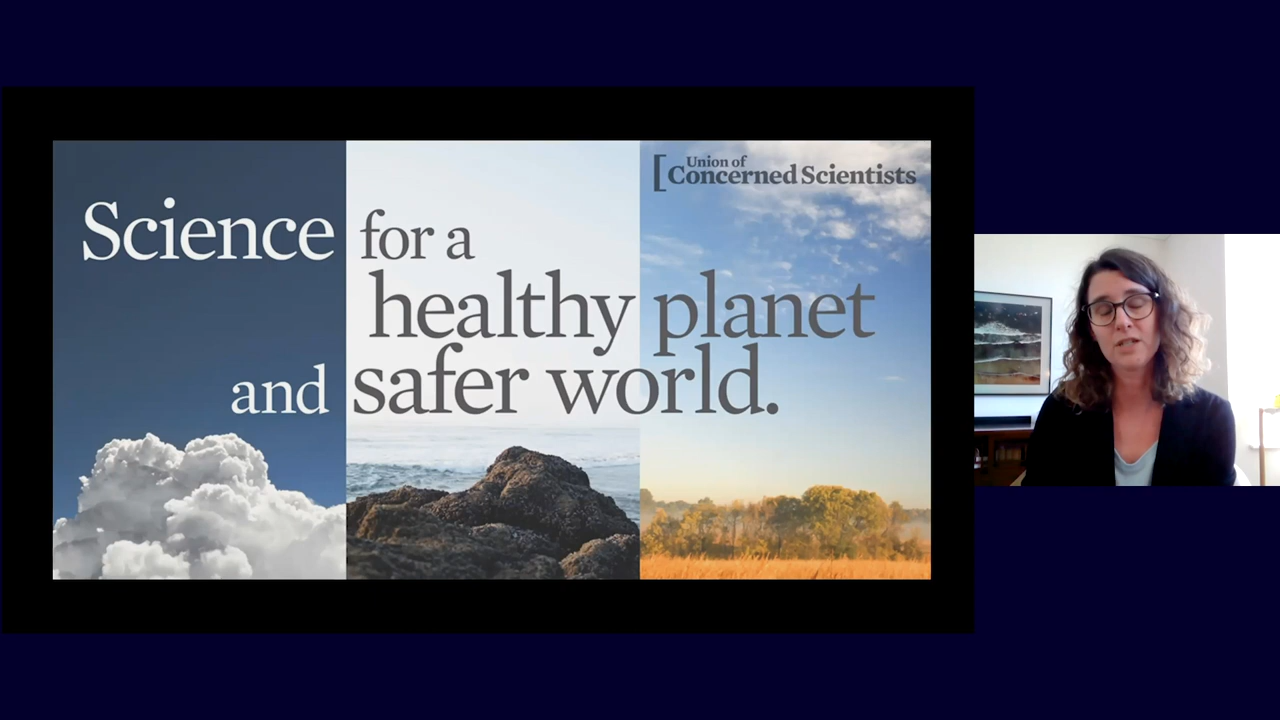 Union of
Concerned Scientists
Science for a
healthy planet
and safer world.